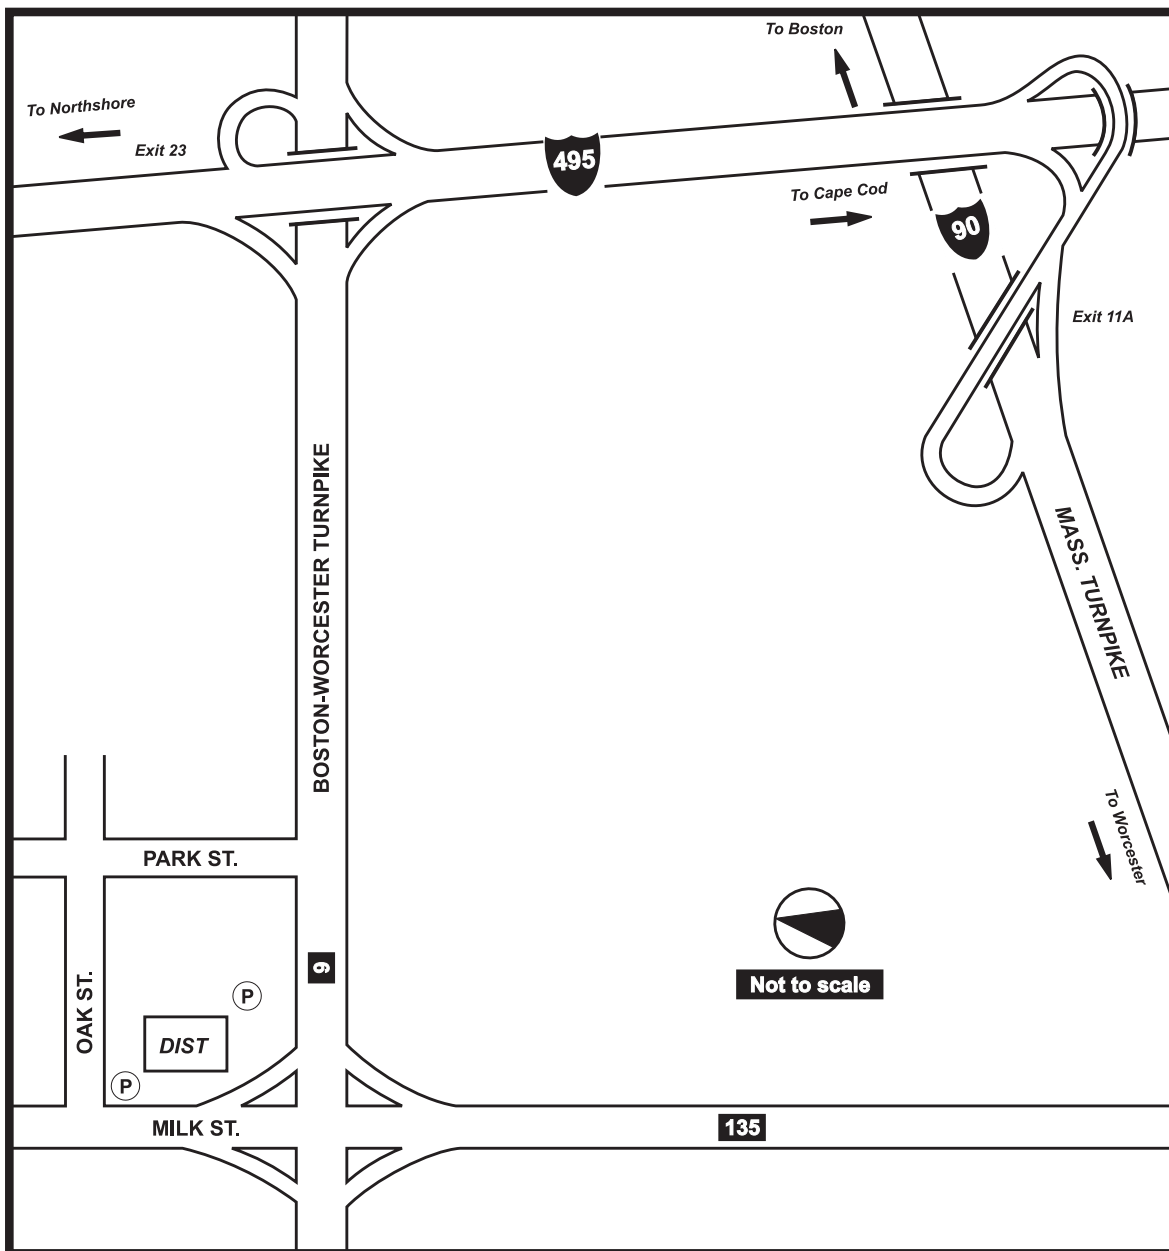 To Boston
To Northshore
Exit 23
495
To Cape Cod
90
Exit 11A
BOSTON-WORCESTER TURNPIKE
MASS. TURNPIKE
To Worcester
PARK ST.
9
Not to scale
OAK ST.
P
DIST
P
MILK ST.
135